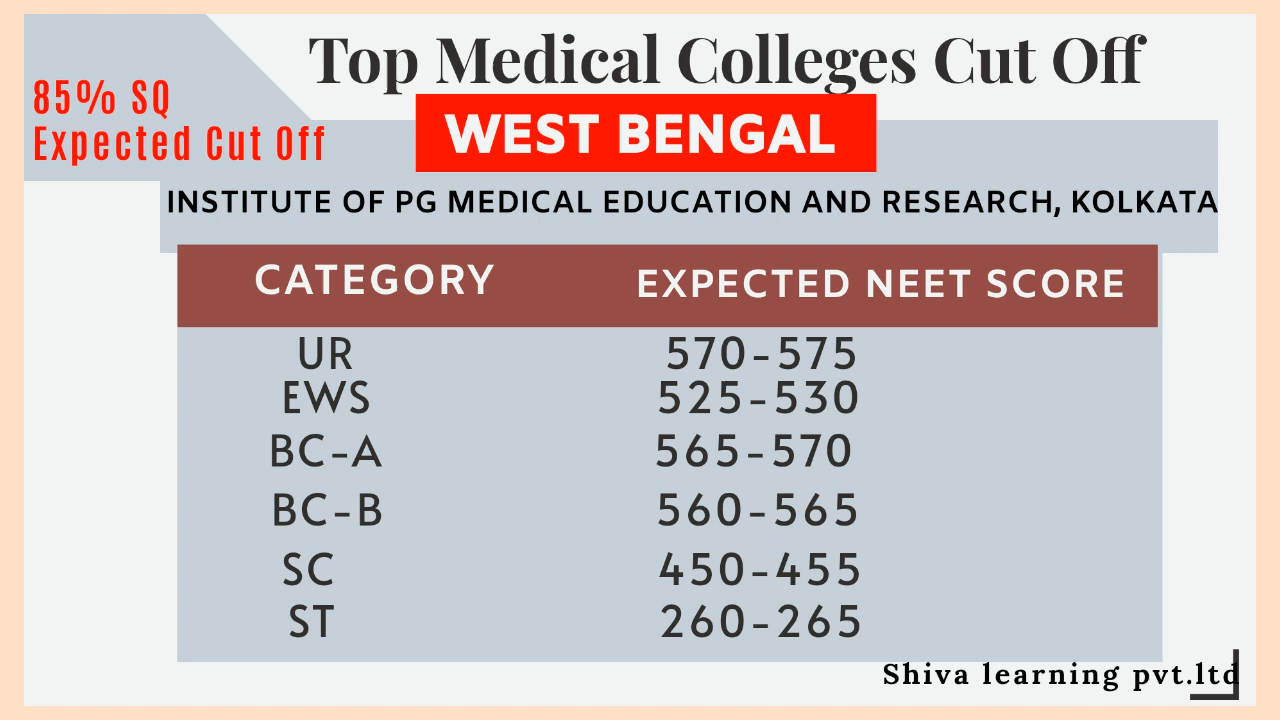 Top Medical Colleges Cut Off
85% SQ
Expected Cut Off
WEST BENGAL
INSTITUTE OF PG MEDICAL EDUCATION AND RESEARCH, KOLKATA
CATEGORY EXPECTED NEET SCORE
UR 570-575
EWS 525-530
BC-A 565-570
BC-B 560-565
SC 450-455
ST 260-265
Shiva learning pvt.ltd